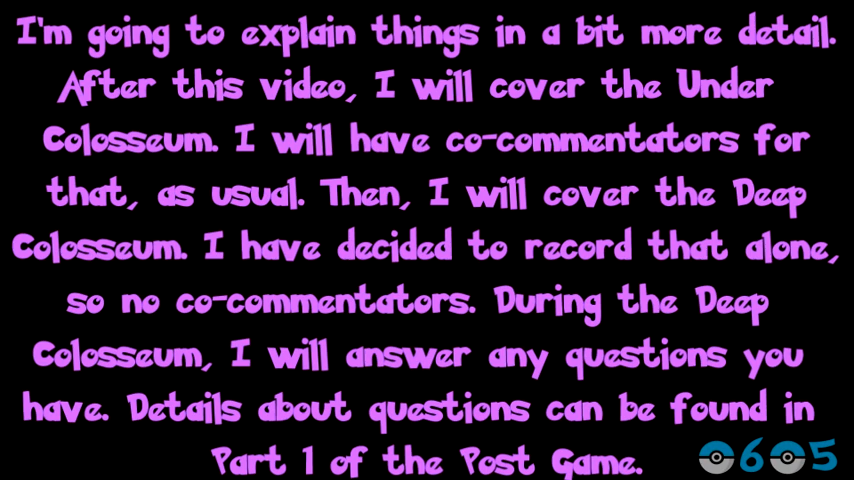 I'm going to explain things in a bit more detail.
After this video, I will cover the Under
Colosseum. I will have co-commentators for
that, as usual. Then, I will cover the Deep
Colosseum. I have decided to record that alone,
so no co-commentators. During the Deep
Colosseum, I will answer any questions you
have. Details about questions can be found in
Part 1 of the Post Game.
0605